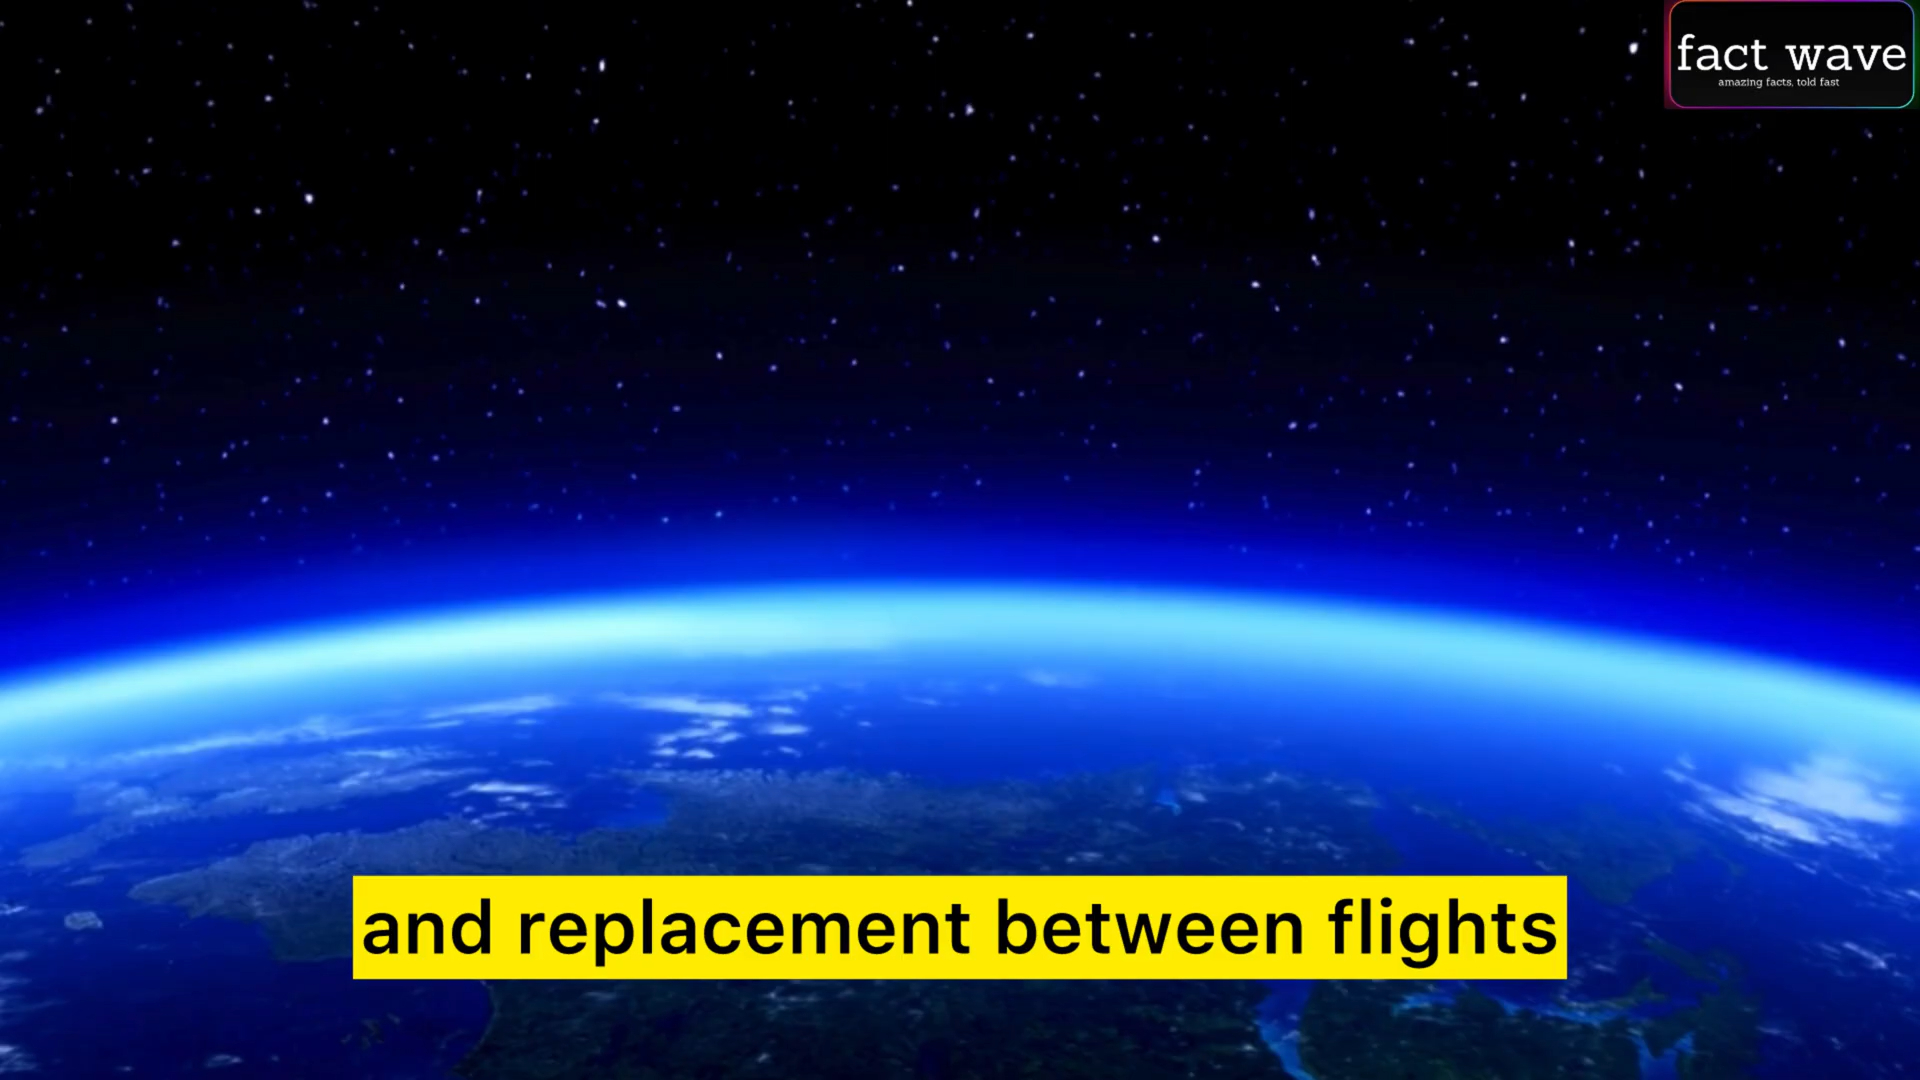 fact wave
amazing facts, told fast
and replacement between flights